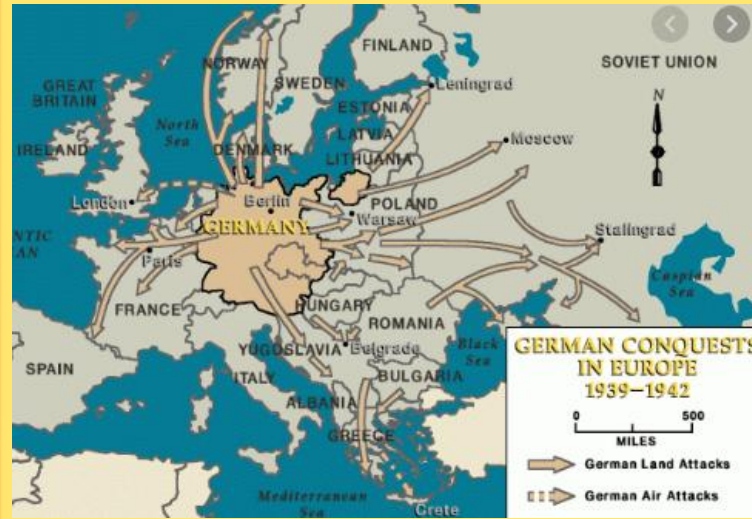 FINLAND
NORWAY
SOVIET UNION
SWEDEN
Leningrad
GREAT
BRITAIN
North
Sea
ESTONIA
N
LATVIA
Moscow
IRELAND
DENMARK
LITHUANIA
London
Berlin
POLAND
Warsaw
GERMANY
Stalingrad
NTIC
AN
Paris
Caspian
Sea
FRANCE
HUNGARY
ROMANIA
Black
Sea
YUGOSLAVIA
Belgrade
SPAIN
ITALY
BULGARIA
ALBANIA
GREECE
Mediterranean
Sea
Crete
GERMAN CONQUESTS
IN EUROPE
1939–1942
0 500
MILES
German Land Attacks
German Air Attacks